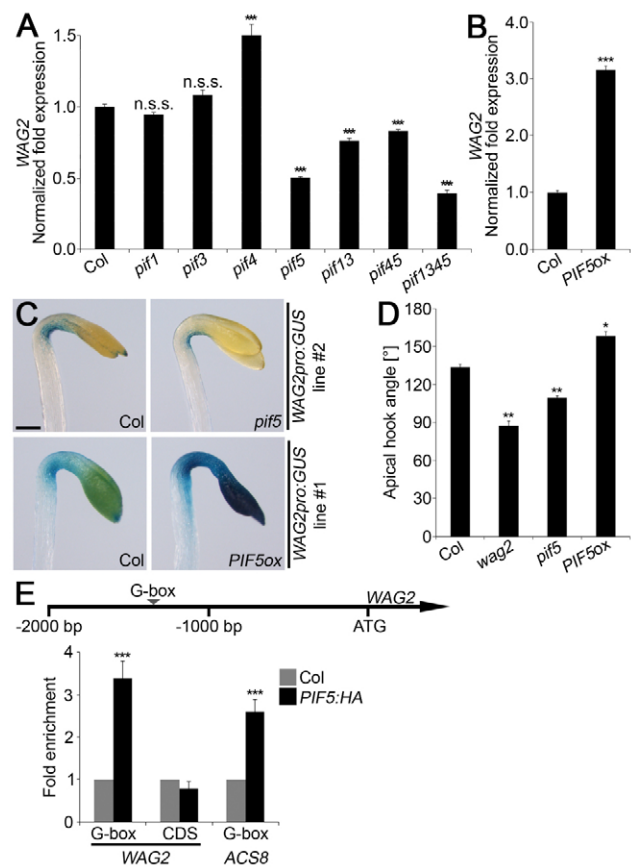 A
WAG2
Normalized fold expression
1.5
1.0
0.5
0.0
n.s.s.
n.s.s.
***
***
***
***
***
Col
pif1
pif3
pif4
pif5
pif13
pif45
pif1345
B
WAG2
Normalized fold expression
4.0
3.0
2.0
1.0
0.0
***
Col
PIF5ox
C
Col
pif5
WAG2pro:GUS
line #2
Col
PIF5ox
WAG2pro:GUS
line #1
D
Apical hook angle [°]
180
150
120
90
60
30
0
**
**
*
Col
wag2
pif5
PIF5ox
E
G-box
WAG2
-2000 bp
-1000 bp
ATG
Fold enrichment
4
3
2
1
0
***
***
Col
PIF5:HA
G-box
CDS
G-box
WAG2
ACS8